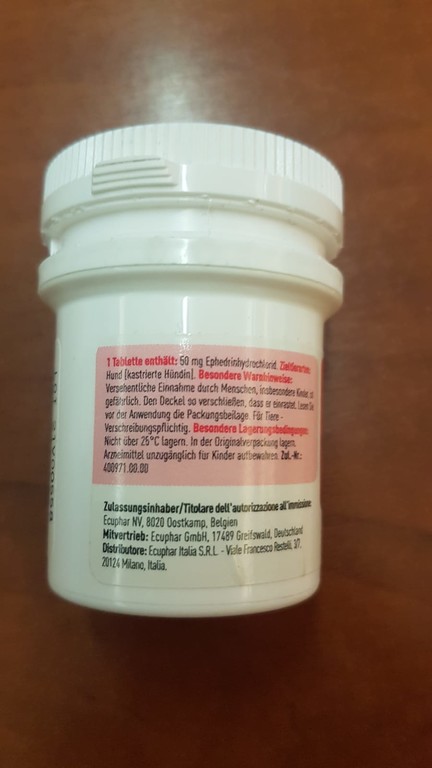 1 Tablette enthält: 50 mg Ephedrinhydrochlorid. Zieltierarten:
Hund (kastrierte Hündin). Besondere Warnhinweise:
Versehentliche Einnahme durch Menschen, insbesondere Kinder, ist
gefährlich. Den Deckel so verschließen, dass er einrastet. Lesen Sie
vor der Anwendung die Packungsbeilage. Für Tiere -
Verschreibungspflichtig. Besondere Lagerungsbedingungen:
Nicht über 25°C lagern. In der Originalverpackung lagern.
Arzneimittel unzugänglich für Kinder aufbewahren. Zul.-Nr.:
400971.00.00
Zulassungsinhaber/Titolare dell'autorizzazione all'immissione:
Ecuphar NV, 8020 Oostkamp, Belgien
Mitvertrieb: Ecuphar GmbH, 17489 Greifswald, Deutschland
Distributore: Ecuphar Italia S.R.L. - Viale Francesco Restelli, 3/7,
20124 Milano, Italia.